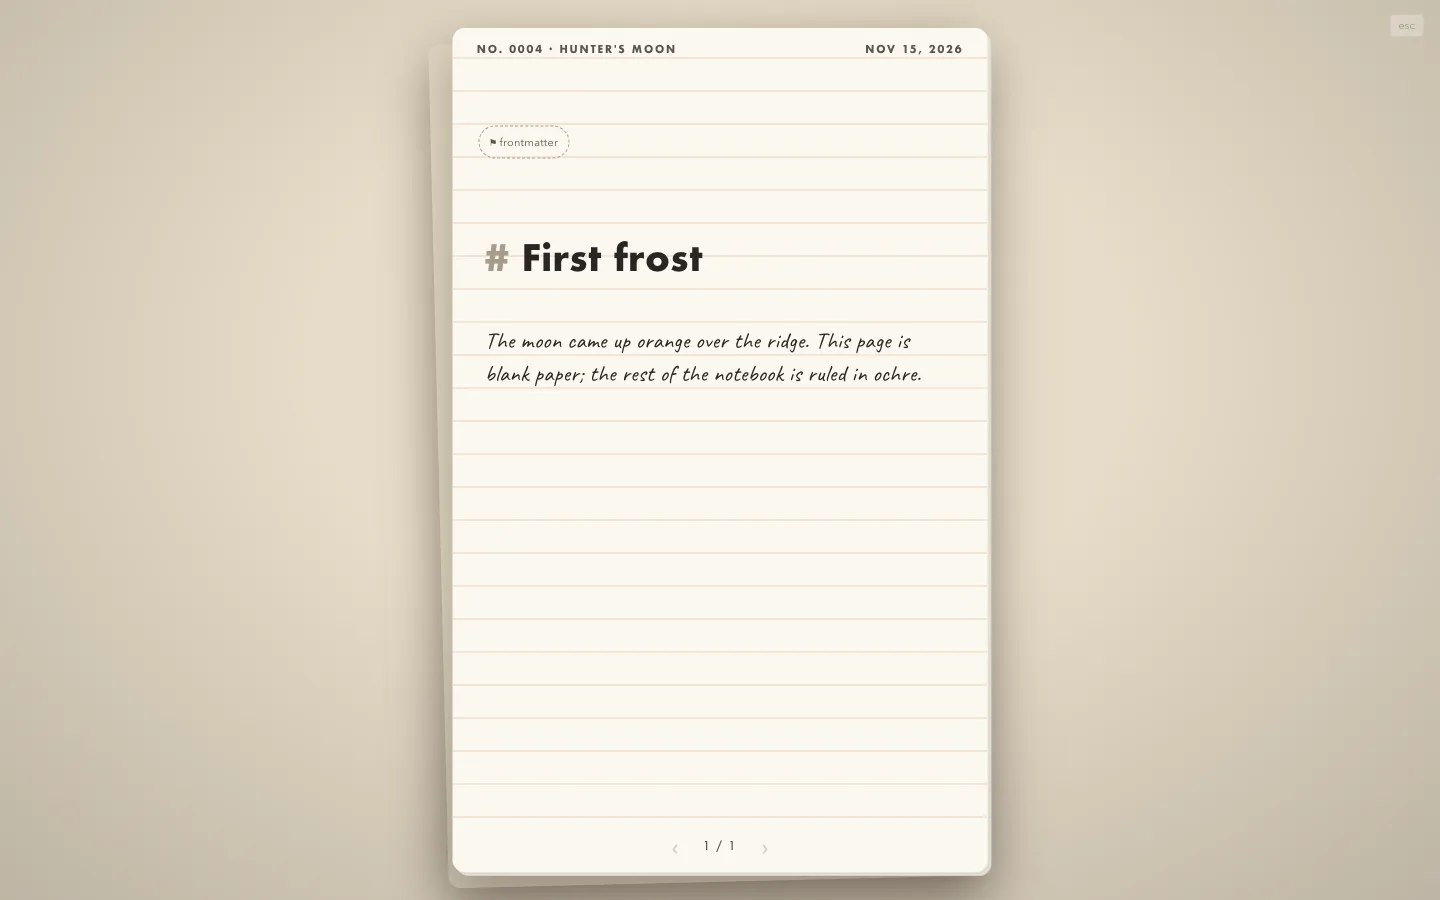 esc
NO. 0004 · HUNTER'S MOON
NOV 15, 2026
⚑ frontmatter
# First frost
The moon came up orange over the ridge. This page is
blank paper; the rest of the notebook is ruled in ochre.
‹ 1 / 1 ›